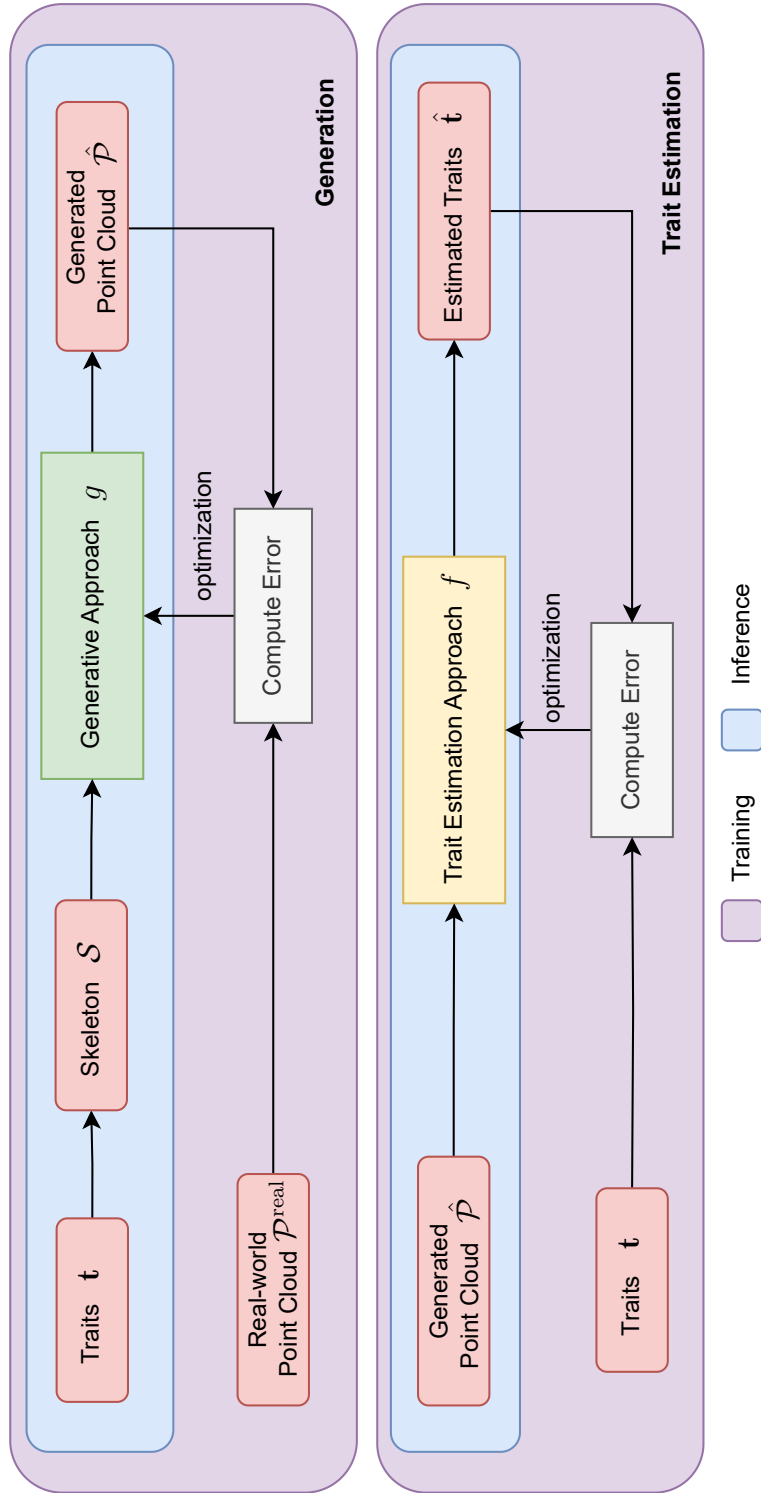 Traits t
Skeleton 𝒮
Generative Approach g
Generated
Point Cloud 𝒫̂
optimization
Real-world
Point Cloud 𝒫^real
Compute Error
Generation
Generated
Point Cloud 𝒫̂
Trait Estimation Approach f
Estimated Traits t̂
optimization
Traits t
Compute Error
Trait Estimation
Training
Inference